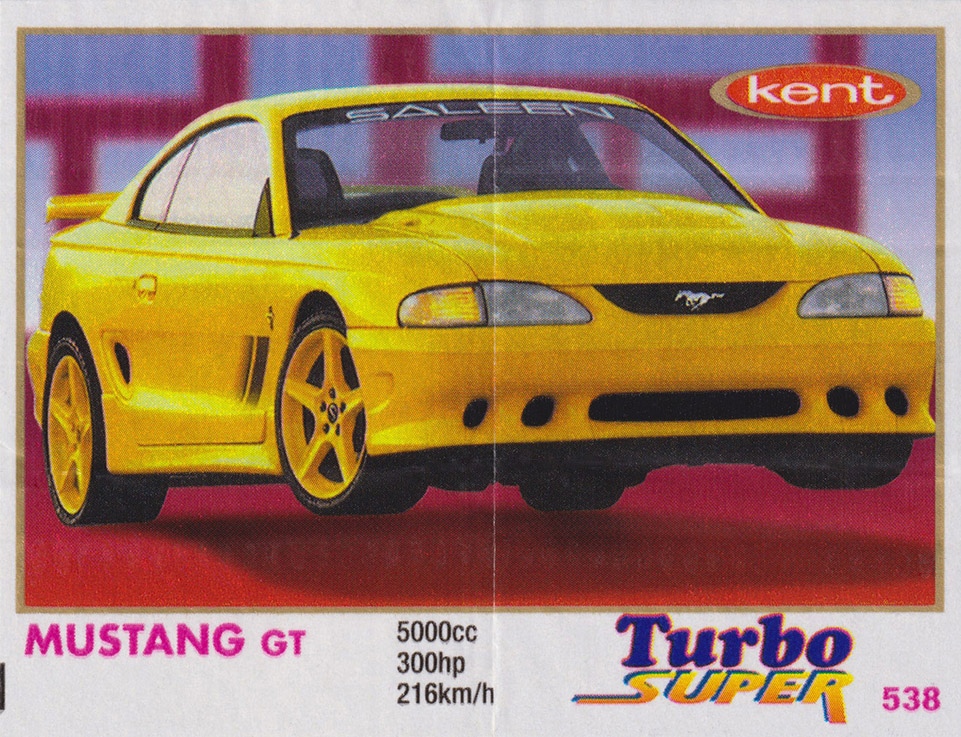 SALEEN
kent
MUSTANG GT
5000cc
300hp
216km/h
Turbo
SUPER
538